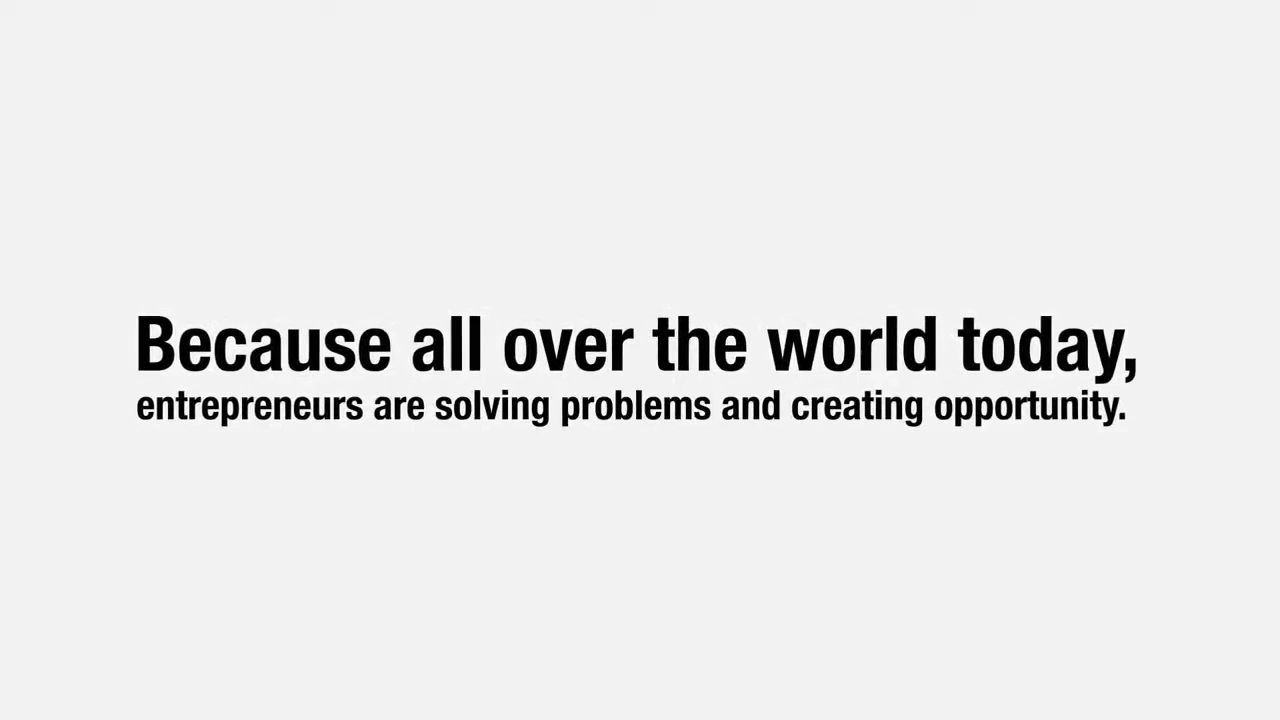 Because all over the world today,
entrepreneurs are solving problems and creating opportunity.